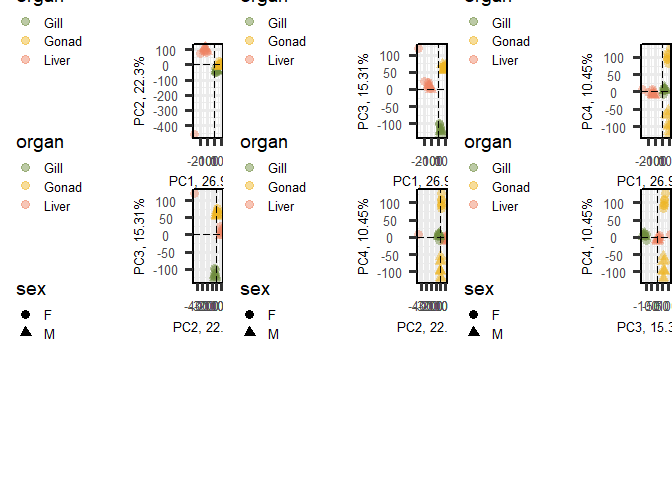 organ organ organ
Gill Gill Gill
Gonad Gonad Gonad
Liver Liver Liver
PC2, 22.3%
100
0
-100
-200
-300
-400
PC1, 26.9
PC3, 15.31%
100
50
0
-50
-100
PC1, 26.9
PC4, 10.45%
100
50
0
-50
-100
PC1, 26.9
organ organ organ
Gill Gill Gill
Gonad Gonad Gonad
Liver Liver Liver
PC3, 15.31%
100
50
0
-50
-100
PC2, 22.
PC4, 10.45%
100
50
0
-50
-100
PC2, 22.
PC4, 10.45%
100
50
0
-50
-100
PC3, 15.3
sex sex sex
F F F
M M M